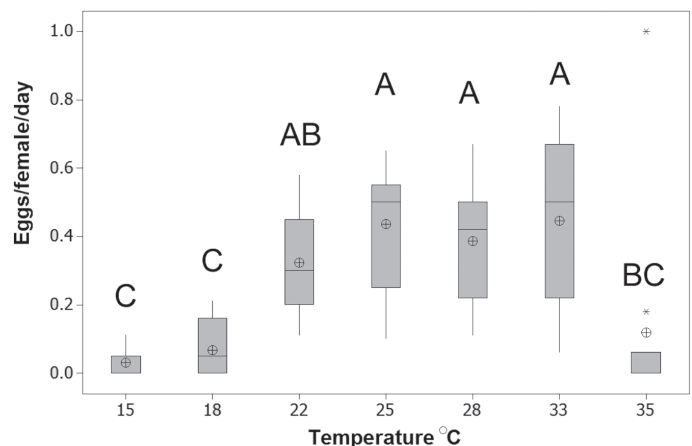 Eggs/female/day
1.0
0.8
0.6
0.4
0.2
0.0
C
C
AB
A
A
A
BC
15 18 22 25 28 33 35
Temperature °C